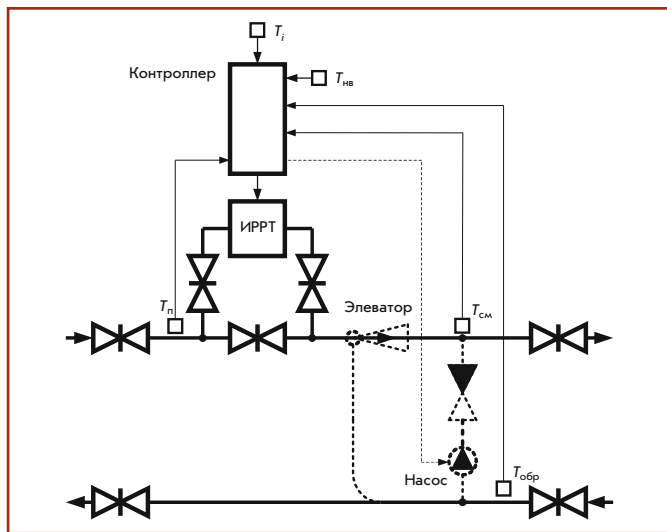 Tᵢ
Контроллер
Tнв
ИРРТ
Tп
Элеватор
Tсм
Насос
Tобр